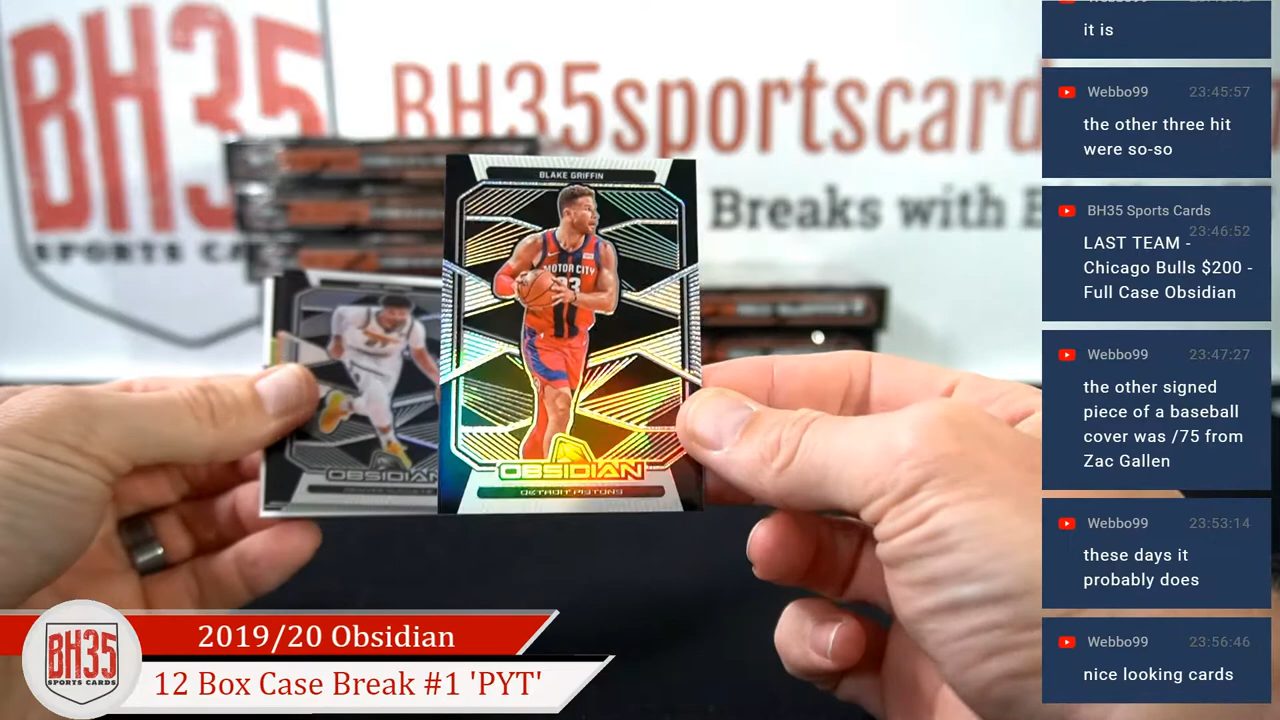 BH35
SPORTS CA
BH35sportscard
Breaks with
BLAKE GRIFFIN
MOTOR CITY
OBSIDIAN
DETROIT PISTONS
OBSIDIAN
2019/20 Obsidian
12 Box Case Break #1 'PYT'
BH35
SPORTS CARDS
it is
Webbo99 23:45:57
the other three hit
were so-so
BH35 Sports Cards
23:46:52
LAST TEAM -
Chicago Bulls $200 -
Full Case Obsidian
Webbo99 23:47:27
the other signed
piece of a baseball
cover was /75 from
Zac Gallen
Webbo99 23:53:14
these days it
probably does
Webbo99 23:56:46
nice looking cards